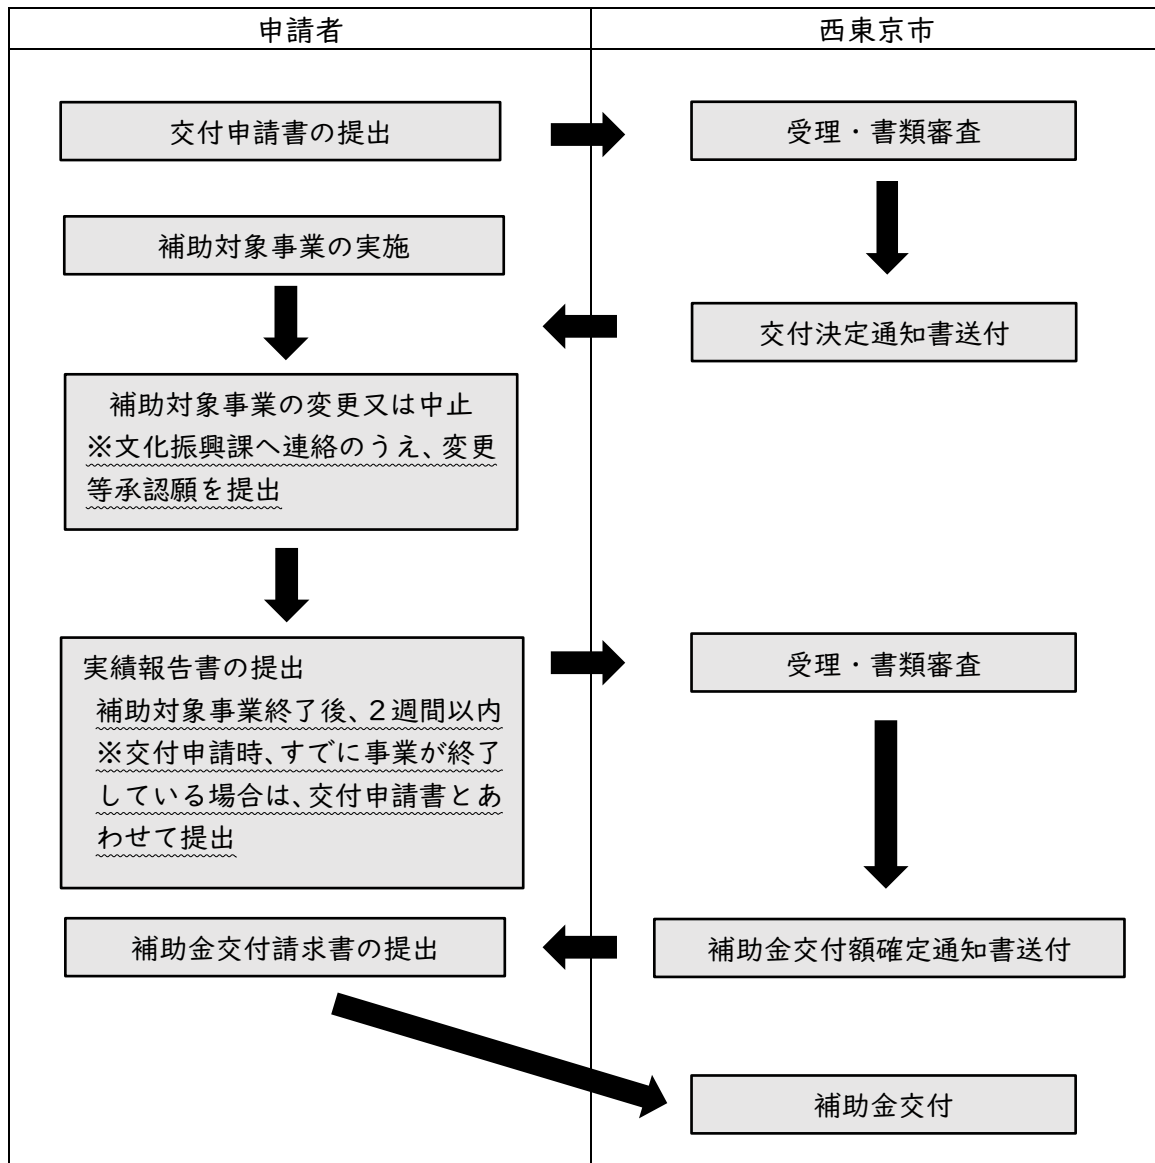 申請者
西東京市
交付申請書の提出
受理・書類審査
補助対象事業の実施
交付決定通知書送付
補助対象事業の変更又は中止
※文化振興課へ連絡のうえ、変更
等承認願を提出
実績報告書の提出
補助対象事業終了後、２週間以内
※交付申請時、すでに事業が終了
している場合は、交付申請書とあ
わせて提出
受理・書類審査
補助金交付請求書の提出
補助金交付額確定通知書送付
補助金交付